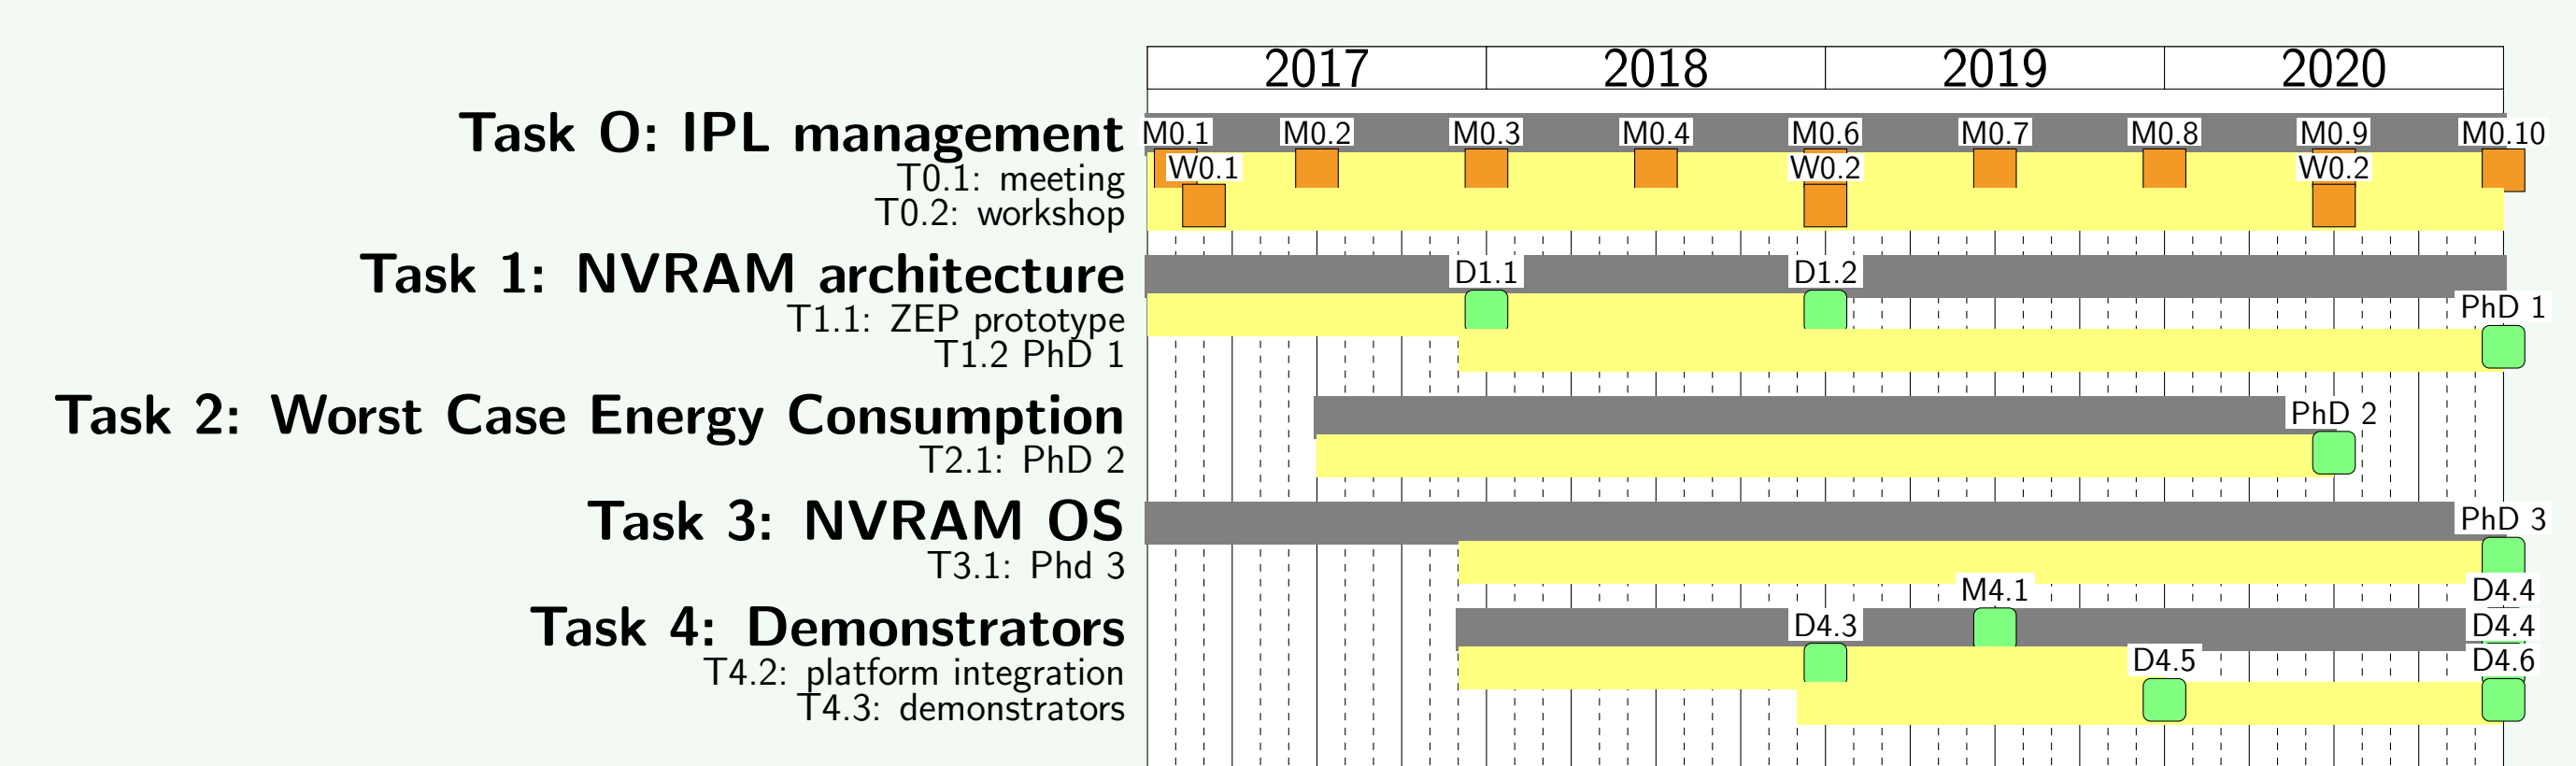 2017 2018 2019 2020
Task O: IPL management
M0.1 M0.2 M0.3 M0.4 M0.6 M0.7 M0.8 M0.9 M0.10
T0.1: meeting
W0.1 W0.2 W0.2
T0.2: workshop
Task 1: NVRAM architecture
D1.1 D1.2
T1.1: ZEP prototype
PhD 1
T1.2 PhD 1
Task 2: Worst Case Energy Consumption
PhD 2
T2.1: PhD 2
Task 3: NVRAM OS
PhD 3
T3.1: Phd 3
M4.1 D4.4
Task 4: Demonstrators
D4.3 D4.4
T4.2: platform integration
D4.5 D4.6
T4.3: demonstrators